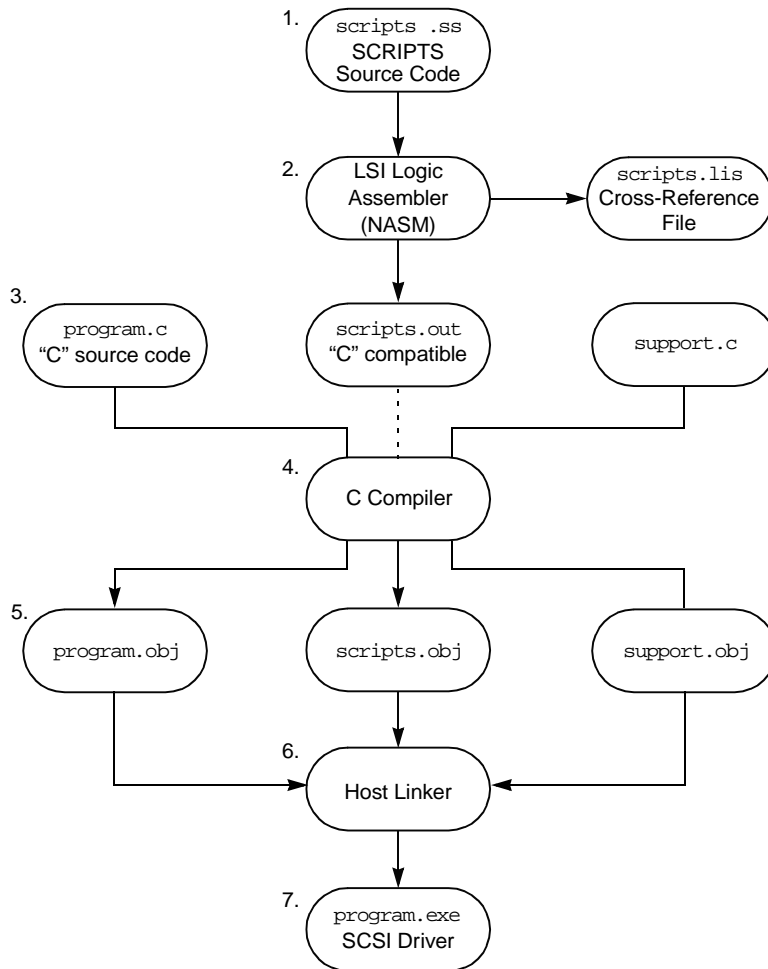 1.
scripts .ss
SCRIPTS
Source Code
2.
LSI Logic
Assembler
(NASM)
scripts.lis
Cross-Reference
File
3.
program.c
“C” source code
scripts.out
“C” compatible
support.c
4.
C Compiler
5.
program.obj
scripts.obj
support.obj
6.
Host Linker
7.
program.exe
SCSI Driver